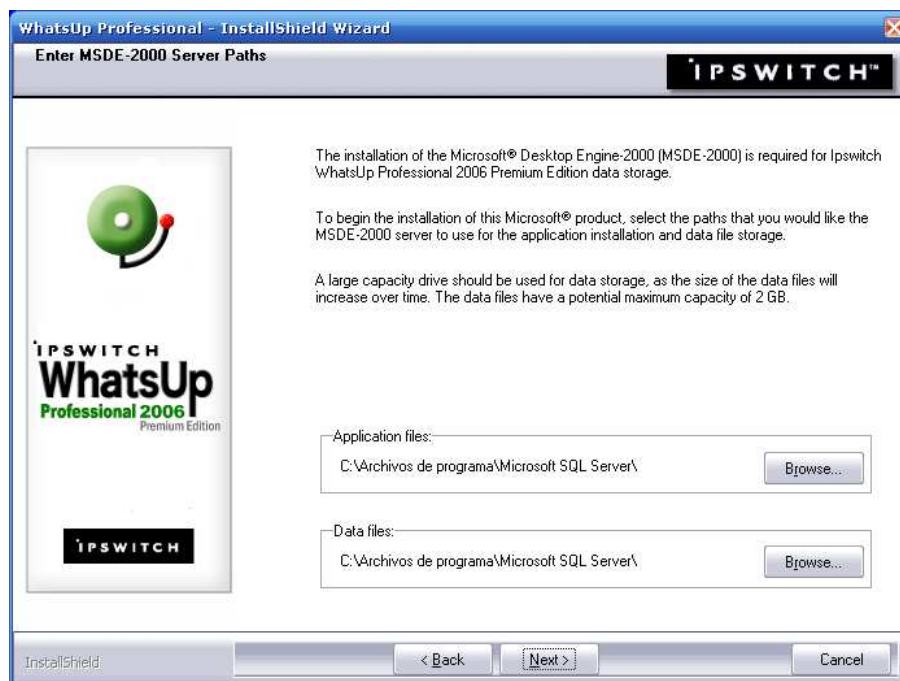 WhatsUp Professional - InstallShield Wizard
Enter MSDE-2000 Server Paths
IPSWITCH™
The installation of the Microsoft® Desktop Engine-2000 (MSDE-2000) is required for Ipswitch
WhatsUp Professional 2006 Premium Edition data storage.
To begin the installation of this Microsoft® product, select the paths that you would like the
MSDE-2000 server to use for the application installation and data file storage.
A large capacity drive should be used for data storage, as the size of the data files will
increase over time. The data files have a potential maximum capacity of 2 GB.
IPSWITCH
WhatsUp
Professional 2006
Premium Edition
IPSWITCH
Application files:
C:\Archivos de programa\Microsoft SQL Server\
Browse...
Data files:
C:\Archivos de programa\Microsoft SQL Server\
Browse...
InstallShield
< Back
Next >
Cancel